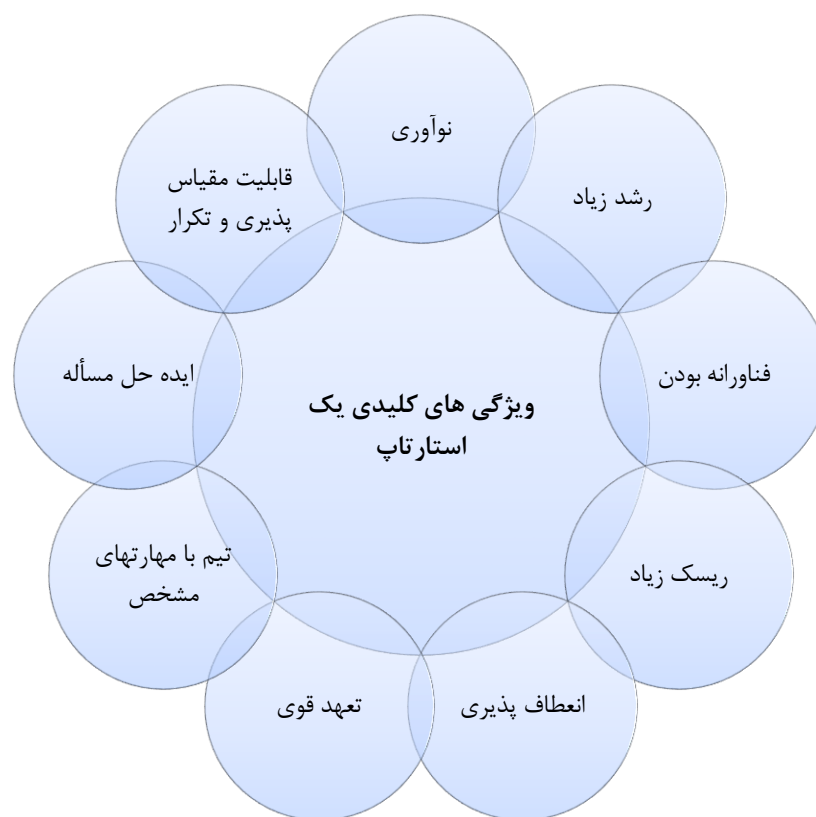 نوآوری
رشد زیاد
فناورانه بودن
ریسک زیاد
انعطاف پذیری
تعهد قوی
تیم با مهارتهای
مشخص
ایده حل مسأله
قابلیت مقیاس
پذیری و تکرار
ویژگی های کلیدی یک
استارتاپ